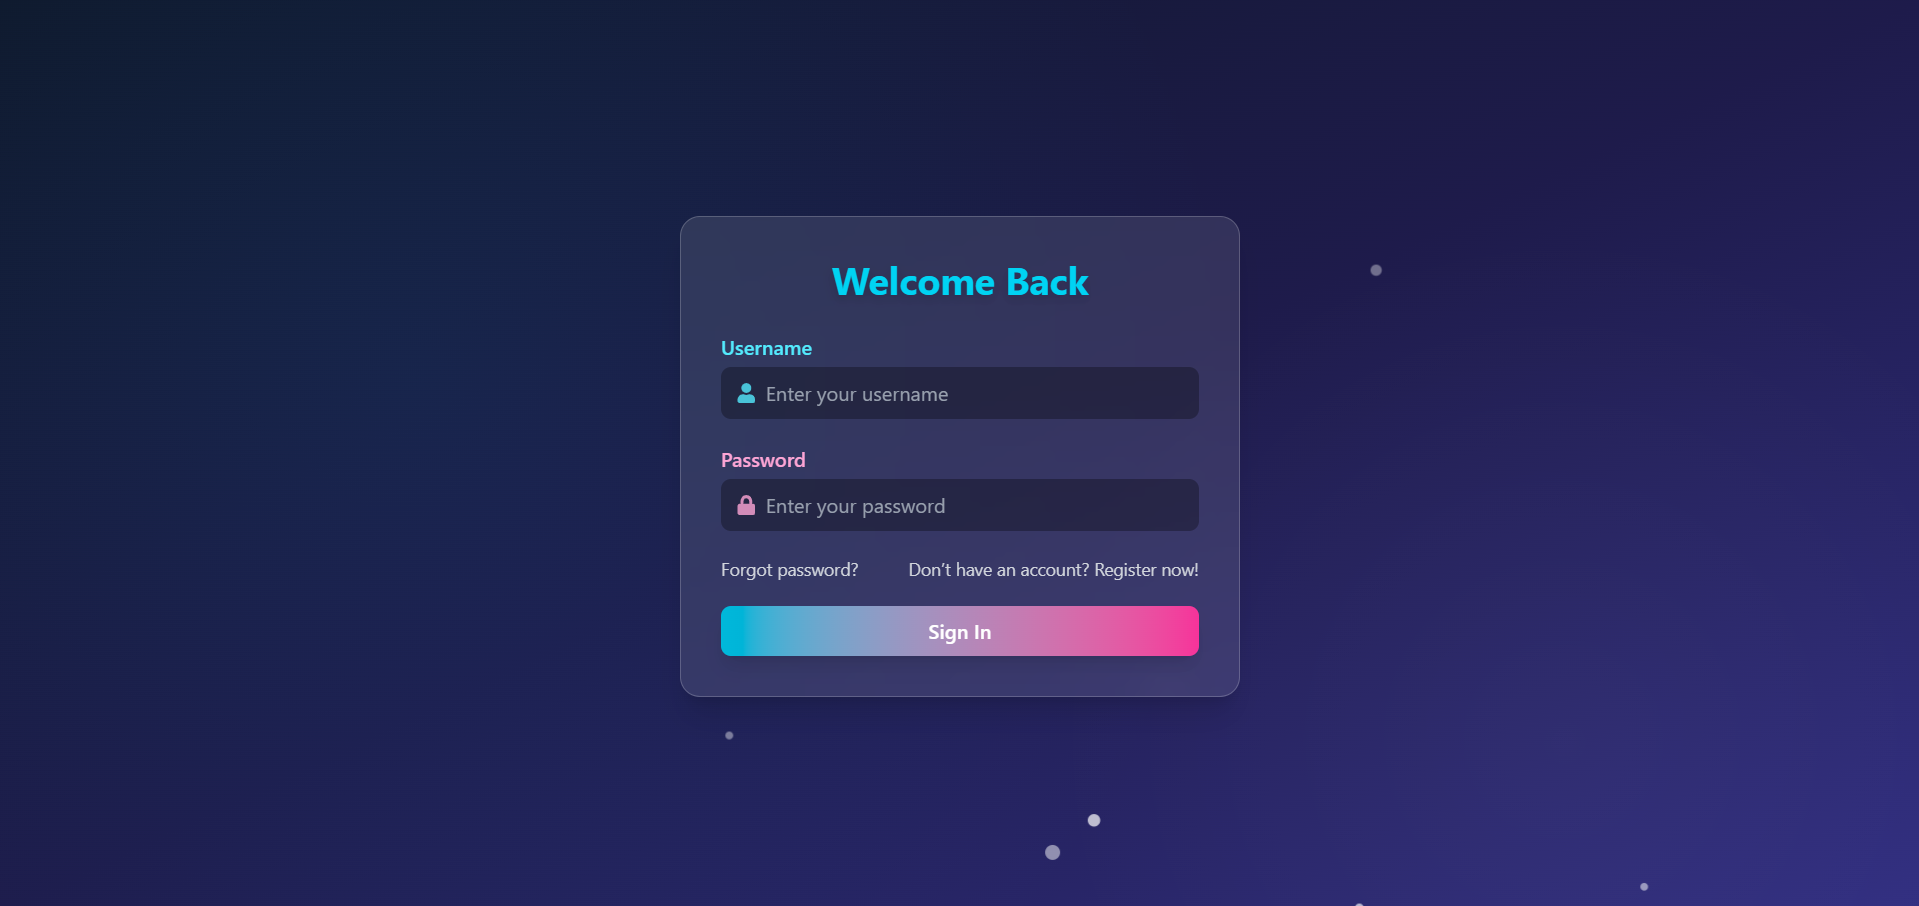 Welcome Back
Username
Enter your username
Password
Enter your password
Forgot password? Don’t have an account? Register now!
Sign In